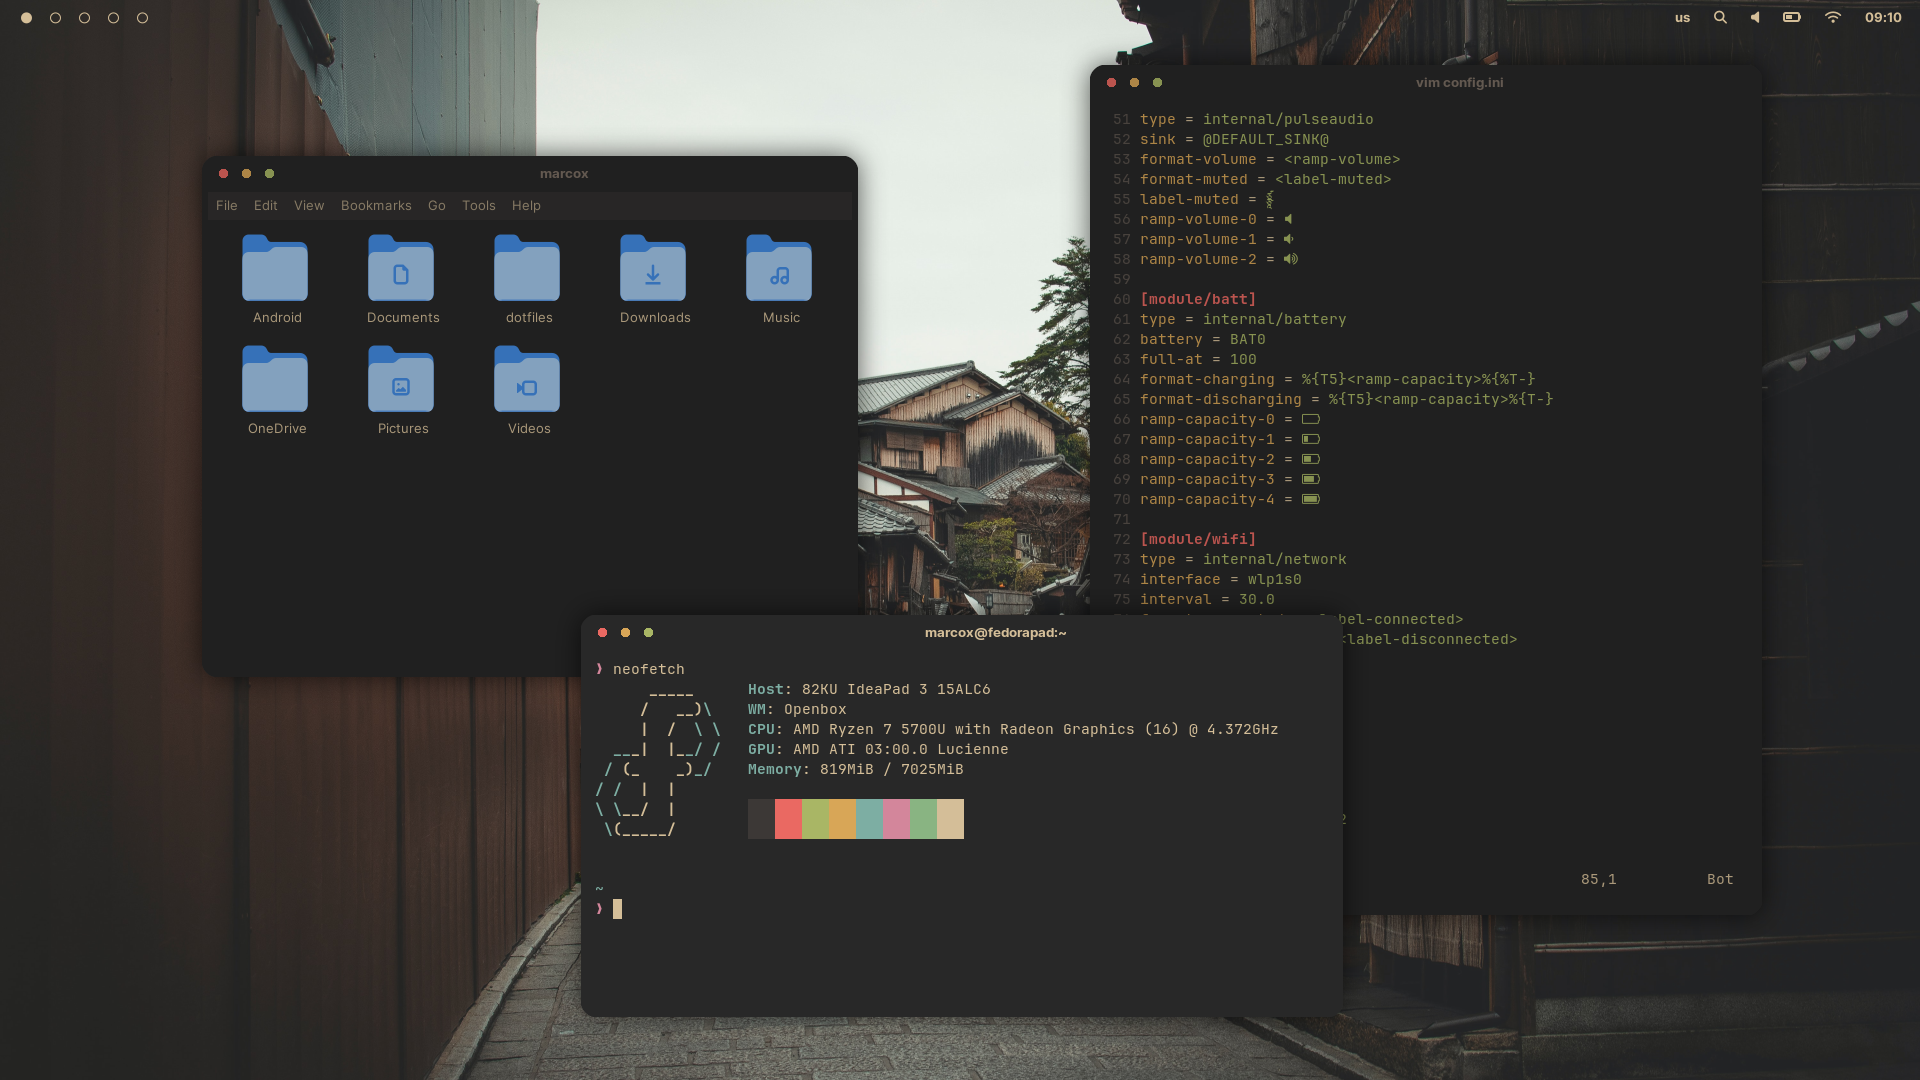 us 09:10
marcox
File Edit View Bookmarks Go Tools Help
Android Documents dotfiles Downloads Music
OneDrive Pictures Videos
vim config.ini
51 type = internal/pulseaudio
52 sink = @DEFAULT_SINK@
53 format-volume = <ramp-volume>
54 format-muted = <label-muted>
55 label-muted =
56 ramp-volume-0 =
57 ramp-volume-1 =
58 ramp-volume-2 =
59
60 [module/batt]
61 type = internal/battery
62 battery = BAT0
63 full-at = 100
64 format-charging = %{T5}<ramp-capacity>%{%T-}
65 format-discharging = %{T5}<ramp-capacity>%{T-}
66 ramp-capacity-0 =
67 ramp-capacity-1 =
68 ramp-capacity-2 =
69 ramp-capacity-3 =
70 ramp-capacity-4 =
71
72 [module/wifi]
73 type = internal/network
74 interface = wlp1s0
75 interval = 30.0
bel-connected>
<label-disconnected>
85,1 Bot
marcox@fedorapad:~
❯ neofetch
Host: 82KU IdeaPad 3 15ALC6
WM: Openbox
CPU: AMD Ryzen 7 5700U with Radeon Graphics (16) @ 4.372GHz
GPU: AMD ATI 03:00.0 Lucienne
Memory: 819MiB / 7025MiB
~
❯